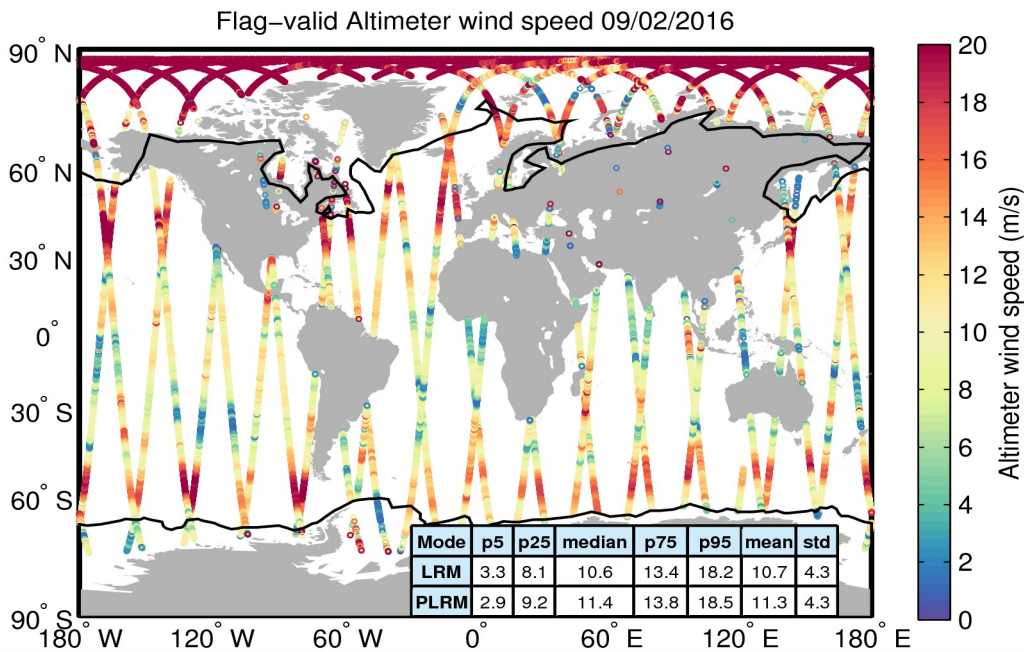 Flag−valid Altimeter wind speed 09/02/2016
90° N
60° N
30° N
0°
30° S
60° S
90° S
180° W
120° W
60° W
0°
60° E
120° E
180° E
Mode p5 p25 median p75 p95 mean std
LRM 3.3 8.1 10.6 13.4 18.2 10.7 4.3
PLRM 2.9 9.2 11.4 13.8 18.5 11.3 4.3
20
18
16
14
12
10
8
6
4
2
0
Altimeter wind speed (m/s)